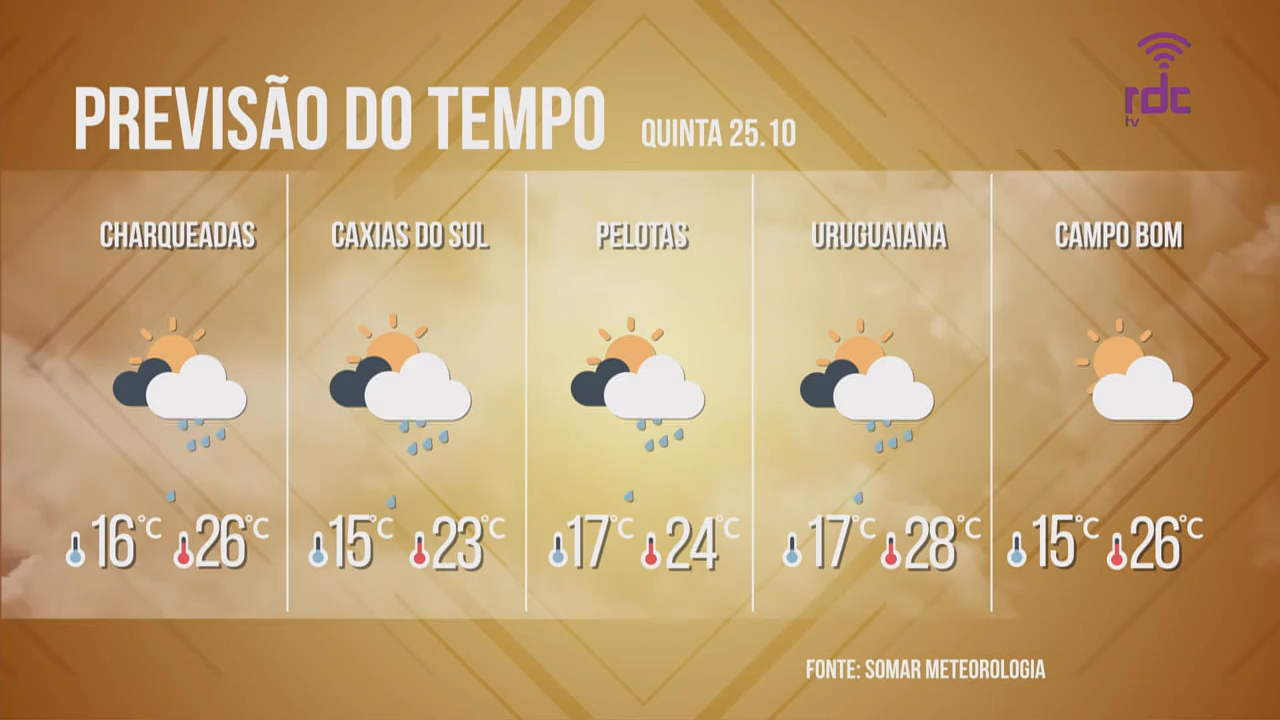 rdc
tv
PREVISÃO DO TEMPO QUINTA 25.10
CHARQUEADAS CAXIAS DO SUL PELOTAS URUGUAIANA CAMPO BOM
16°C 26°C 15°C 23°C 17°C 24°C 17°C 28°C 15°C 26°C
FONTE: SOMAR METEOROLOGIA